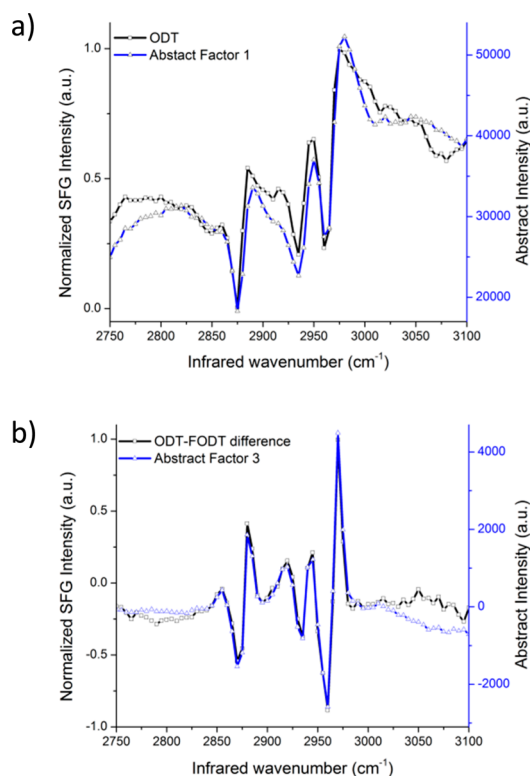 a)
ODT
Abstact Factor 1
Normalized SFG Intensity (a.u.)
1.0
0.5
0.0
Abstract Intensity (a.u.)
50000
40000
30000
20000
2750 2800 2850 2900 2950 3000 3050 3100
Infrared wavenumber (cm-1)
b)
ODT-FODT difference
Abstract Factor 3
Normalized SFG Intensity (a.u.)
1.0
0.5
0.0
-0.5
-1.0
Abstract Intensity (a.u.)
4000
2000
0
-2000
2750 2800 2850 2900 2950 3000 3050 3100
Infrared wavenumber (cm-1)